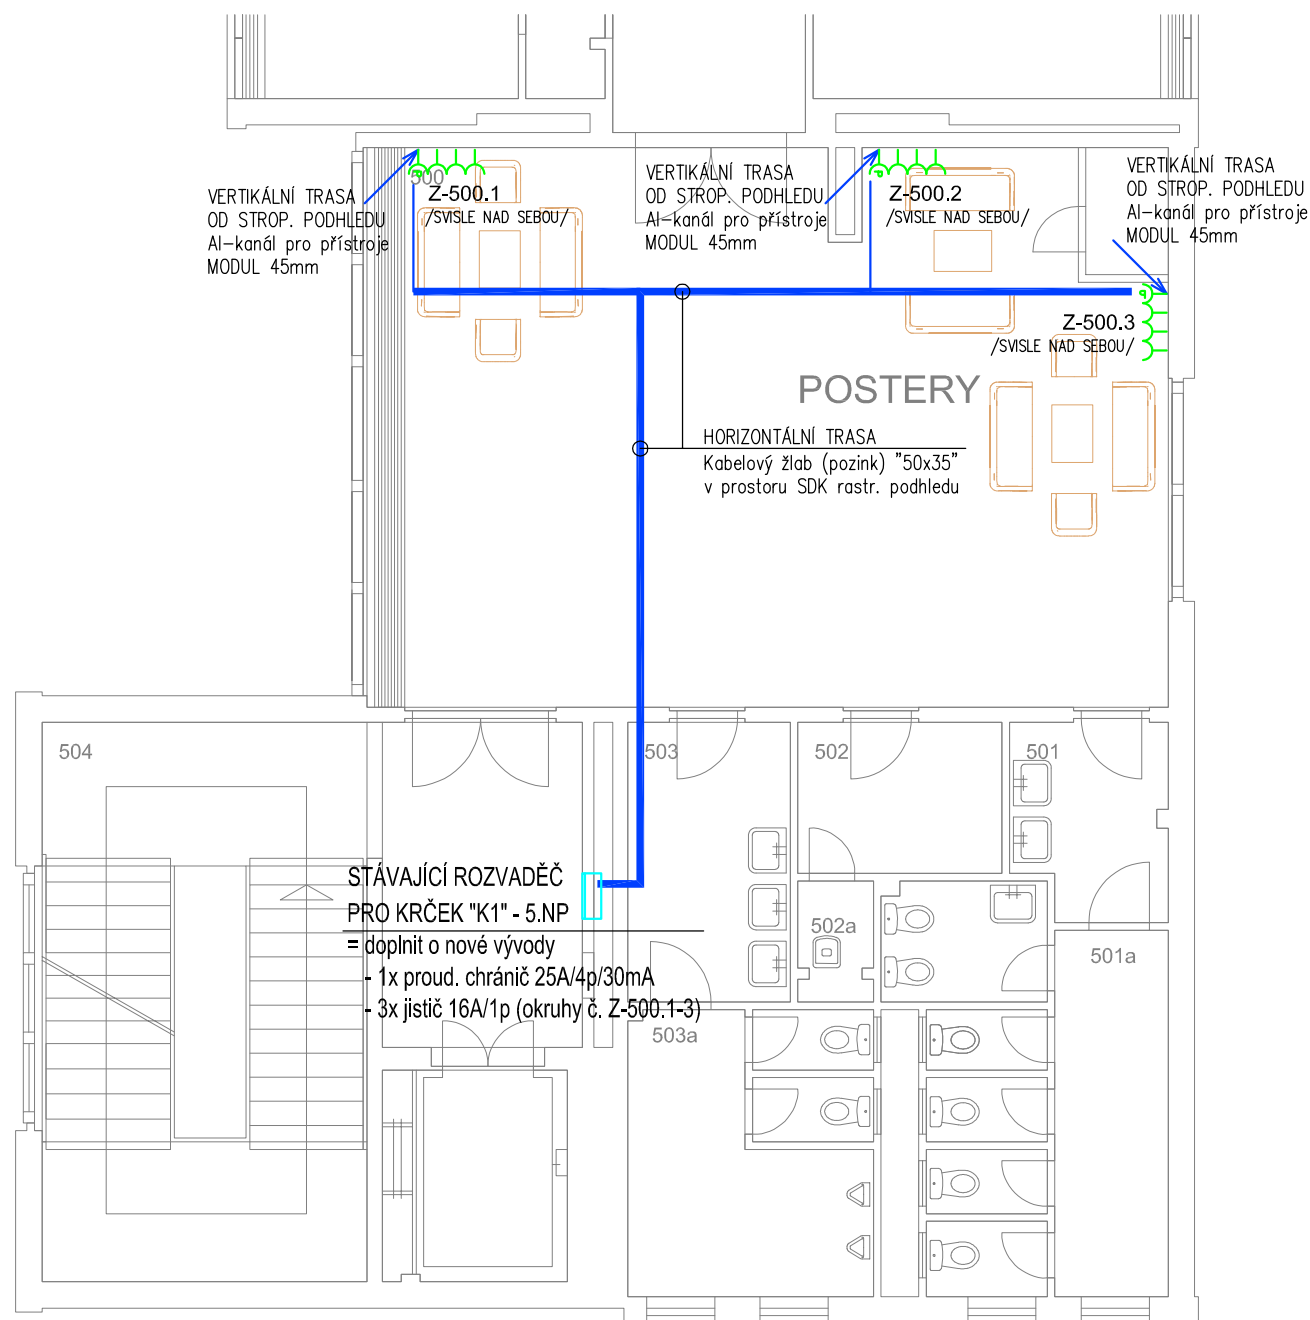 VERTIKÁLNÍ TRASA
OD STROP. PODHLEDU
Al-kanál pro přístroje
MODUL 45mm
500
Z-500.1
/SVISLE NAD SEBOU/
VERTIKÁLNÍ TRASA
OD STROP. PODHLEDU
Al-kanál pro přístroje
MODUL 45mm
Z-500.2
/SVISLE NAD SEBOU/
VERTIKÁLNÍ TRASA
OD STROP. PODHLEDU
Al-kanál pro přístroje
MODUL 45mm
Z-500.3
/SVISLE NAD SEBOU/
POSTERY
HORIZONTÁLNÍ TRASA
Kabelový žlab (pozink) "50x35"
v prostoru SDK rastr. podhledu
504
503
502
501
STÁVAJÍCÍ ROZVADĚČ
PRO KRČEK "K1" - 5.NP
= doplnit o nové vývody
- 1x proud. chránič 25A/4p/30mA
- 3x jistič 16A/1p (okruhy č. Z-500.1-3)
502a
501a
503a